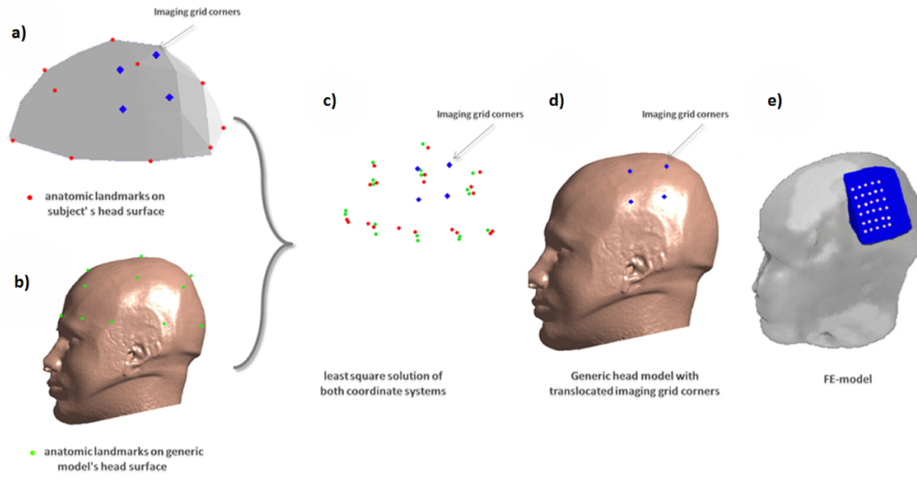 a)
Imaging grid corners
anatomic landmarks on
subject' s head surface
b)
anatomic landmarks on generic
model's head surface
c)
Imaging grid corners
least square solution of
both coordinate systems
d)
Imaging grid corners
Generic head model with
translocated imaging grid corners
e)
FE-model